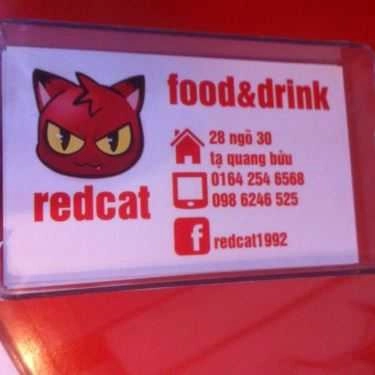 food&drink
redcat
28 ngõ 30
tạ quang bửu
0164 254 6568
098 6246 525
f
redcat1992